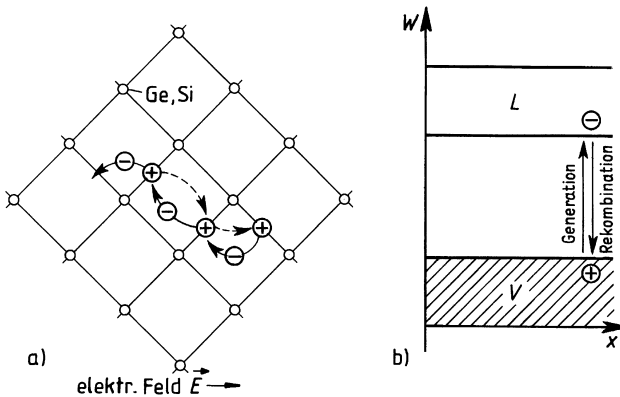 Ge, Si
a)
elektr. Feld E
W
L
Generation
Rekombination
V
x
b)